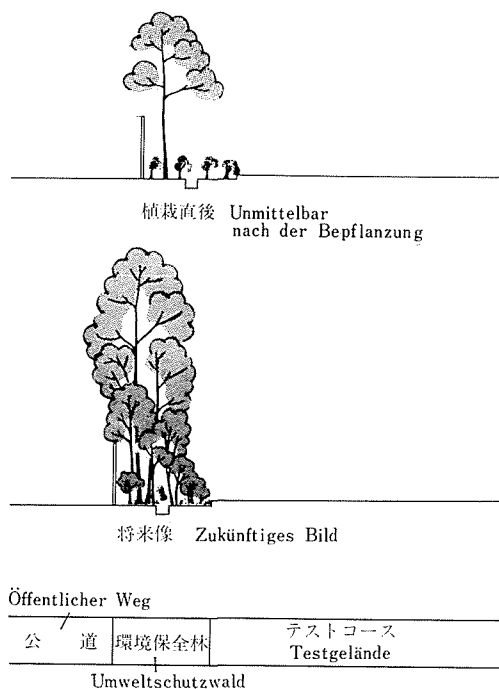 植栽直後 Unmittelbar
nach der Bepflanzung
将来像 Zukünftiges Bild
Öffentlicher Weg
公 道 環境保全林 テストコース
Testgelände
Umweltschutzwald